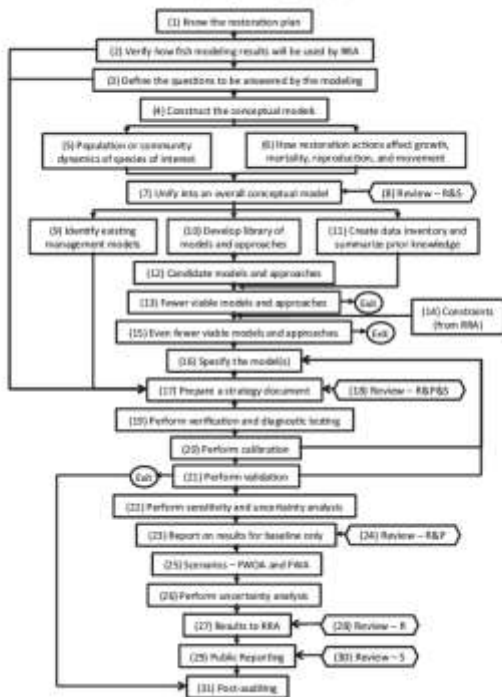 (1) Know the restoration plan
(2) Verify how fish modeling results will be used by RRA
(3) Define the questions to be answered by the modeling
(4) Construct the conceptual models
(5) Population or community
dynamics of species of interest
(6) How restoration actions affect growth,
mortality, reproduction, and movement
(7) Unify into an overall conceptual model
(8) Review – R&S
(9) Identify existing
management models
(10) Develop library of
models and approaches
(11) Create data inventory and
summarize prior knowledge
(12) Candidate models and approaches
(13) Fewer viable models and approaches
Exit
(14) Constraints
(from RRA)
(15) Even fewer viable models and approaches
Exit
(16) Specify the model(s)
(17) Prepare a strategy document
(18) Review – R&P&S
(19) Perform verification and diagnostic testing
(20) Perform calibration
Exit
(21) Perform validation
(22) Perform sensitivity and uncertainty analysis
(23) Report on results for baseline only
(24) Review – R&P
(25) Scenarios – FWOA and FWA
(26) Perform uncertainty analysis
(27) Results to RRA
(28) Review – R
(29) Public Reporting
(30) Review – S
(31) Post-auditing